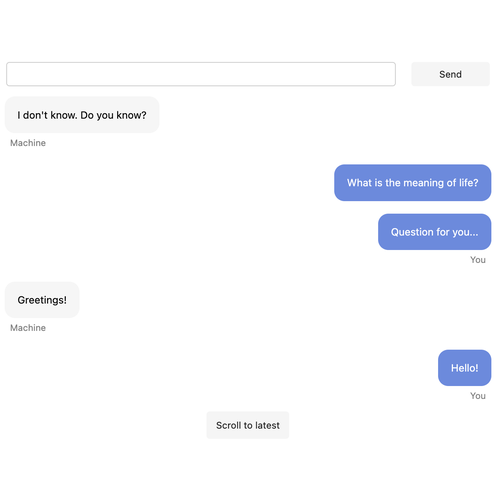 Send
I don't know. Do you know?
Machine
What is the meaning of life?
Question for you...
You
Greetings!
Machine
Hello!
You
Scroll to latest